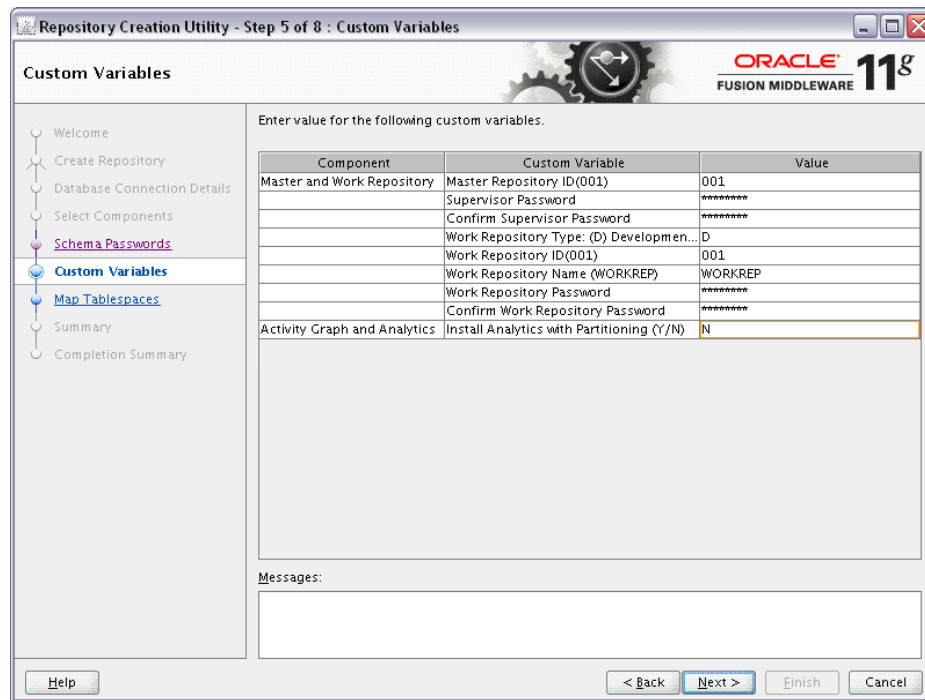 Repository Creation Utility - Step 5 of 8 : Custom Variables
Custom Variables
ORACLE
FUSION MIDDLEWARE 11g
Welcome
Create Repository
Database Connection Details
Select Components
Schema Passwords
Custom Variables
Map Tablespaces
Summary
Completion Summary
Enter value for the following custom variables.
Component Custom Variable Value
Master and Work Repository Master Repository ID(001) 001
Supervisor Password ********
Confirm Supervisor Password ********
Work Repository Type: (D) Developmen... D
Work Repository ID(001) 001
Work Repository Name (WORKREP) WORKREP
Work Repository Password ********
Confirm Work Repository Password ********
Activity Graph and Analytics Install Analytics with Partitioning (Y/N) N
Messages:
Help < Back Next > Finish Cancel